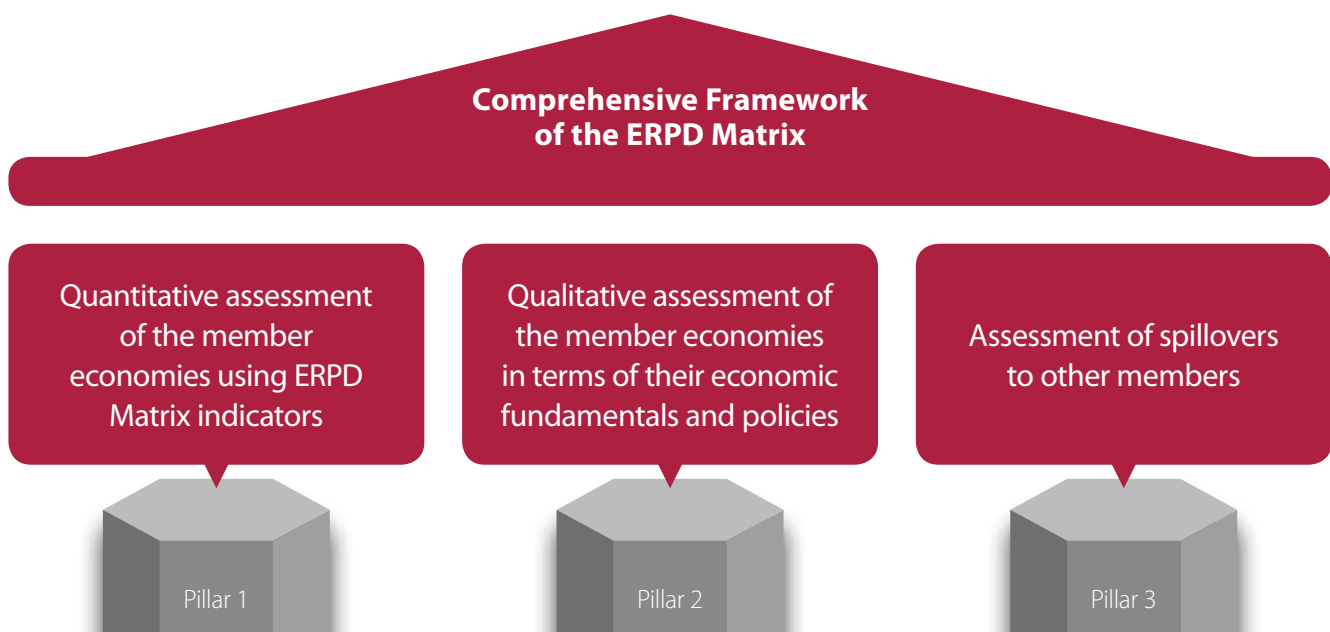 Comprehensive Framework
of the ERPD Matrix
Quantitative assessment
of the member
economies using ERPD
Matrix indicators
Qualitative assessment of
the member economies
in terms of their economic
fundamentals and policies
Assessment of spillovers
to other members
Pillar 1
Pillar 2
Pillar 3